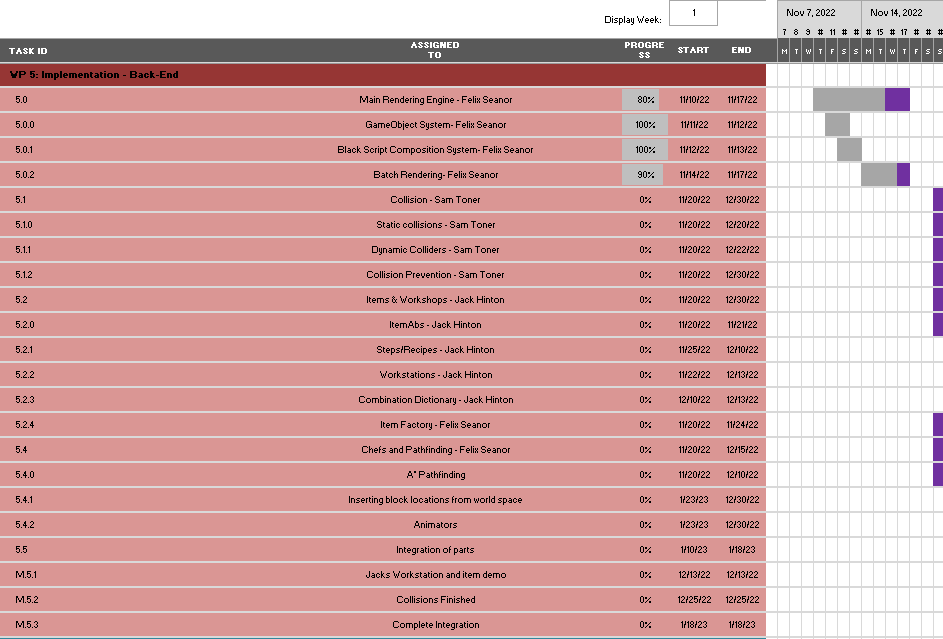 Display Week: 1 Nov 7, 2022 Nov 14, 2022
7 8 9 # 11 # # # 15 # 17 # # #
TASK ID ASSIGNED TO PROGRE SS START END M T W T F S S M T W T F S S
WP 5: Implementation - Back-End
5.0 Main Rendering Engine - Felix Seanor 80% 11/10/22 11/17/22
5.0.0 GameObject System- Felix Seanor 100% 11/11/22 11/12/22
5.0.1 Black Script Composition System- Felix Seanor 100% 11/12/22 11/13/22
5.0.2 Batch Rendering- Felix Seanor 90% 11/14/22 11/17/22
5.1 Collision - Sam Toner 0% 11/20/22 12/30/22
5.1.0 Static collisions - Sam Toner 0% 11/20/22 12/20/22
5.1.1 Dynamic Colliders - Sam Toner 0% 11/20/22 12/22/22
5.1.2 Collision Prevention - Sam Toner 0% 11/20/22 12/30/22
5.2 Items & Workshops - Jack Hinton 0% 11/20/22 12/30/22
5.2.0 ItemAbs - Jack Hinton 0% 11/20/22 11/21/22
5.2.1 Steps/Recipes - Jack Hinton 0% 11/25/22 12/10/22
5.2.2 Workstations - Jack Hinton 0% 11/22/22 12/13/22
5.2.3 Combination Dictionary - Jack Hinton 0% 12/10/22 12/13/22
5.2.4 Item Factory - Felix Seanor 0% 11/20/22 11/24/22
5.4 Chefs and Pathfinding - Felix Seanor 0% 11/20/22 12/15/22
5.4.0 A* Pathfinding 0% 11/20/22 12/10/22
5.4.1 Inserting block locations from world space 0% 1/23/23 12/30/22
5.4.2 Animators 0% 1/23/23 12/30/22
5.5 Integration of parts 0% 1/10/23 1/18/23
M.5.1 Jacks Workstation and item demo 0% 12/13/22 12/13/22
M.5.2 Collisions Finished 0% 12/25/22 12/25/22
M.5.3 Complete Integration 0% 1/18/23 1/18/23